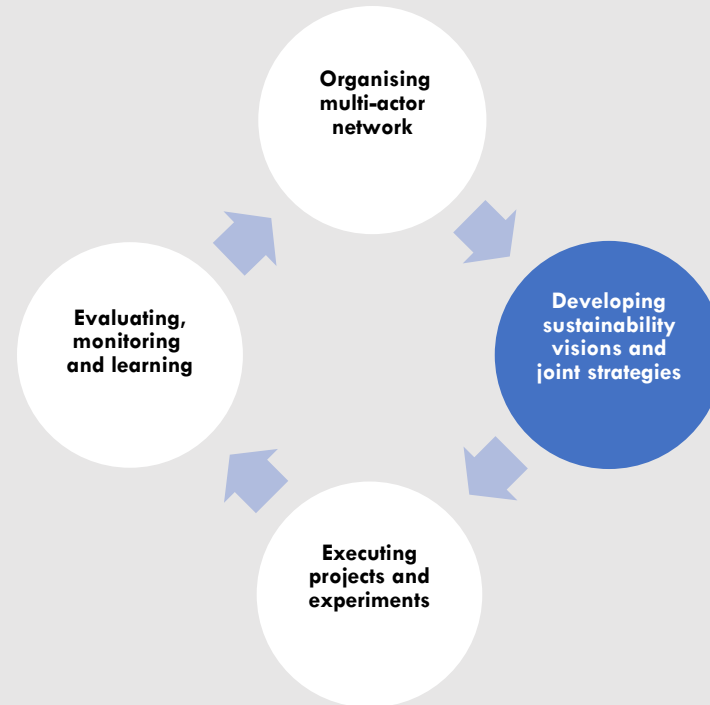 Organising
multi-actor
network
Developing
sustainability
visions and
joint strategies
Executing
projects and
experiments
Evaluating,
monitoring
and learning